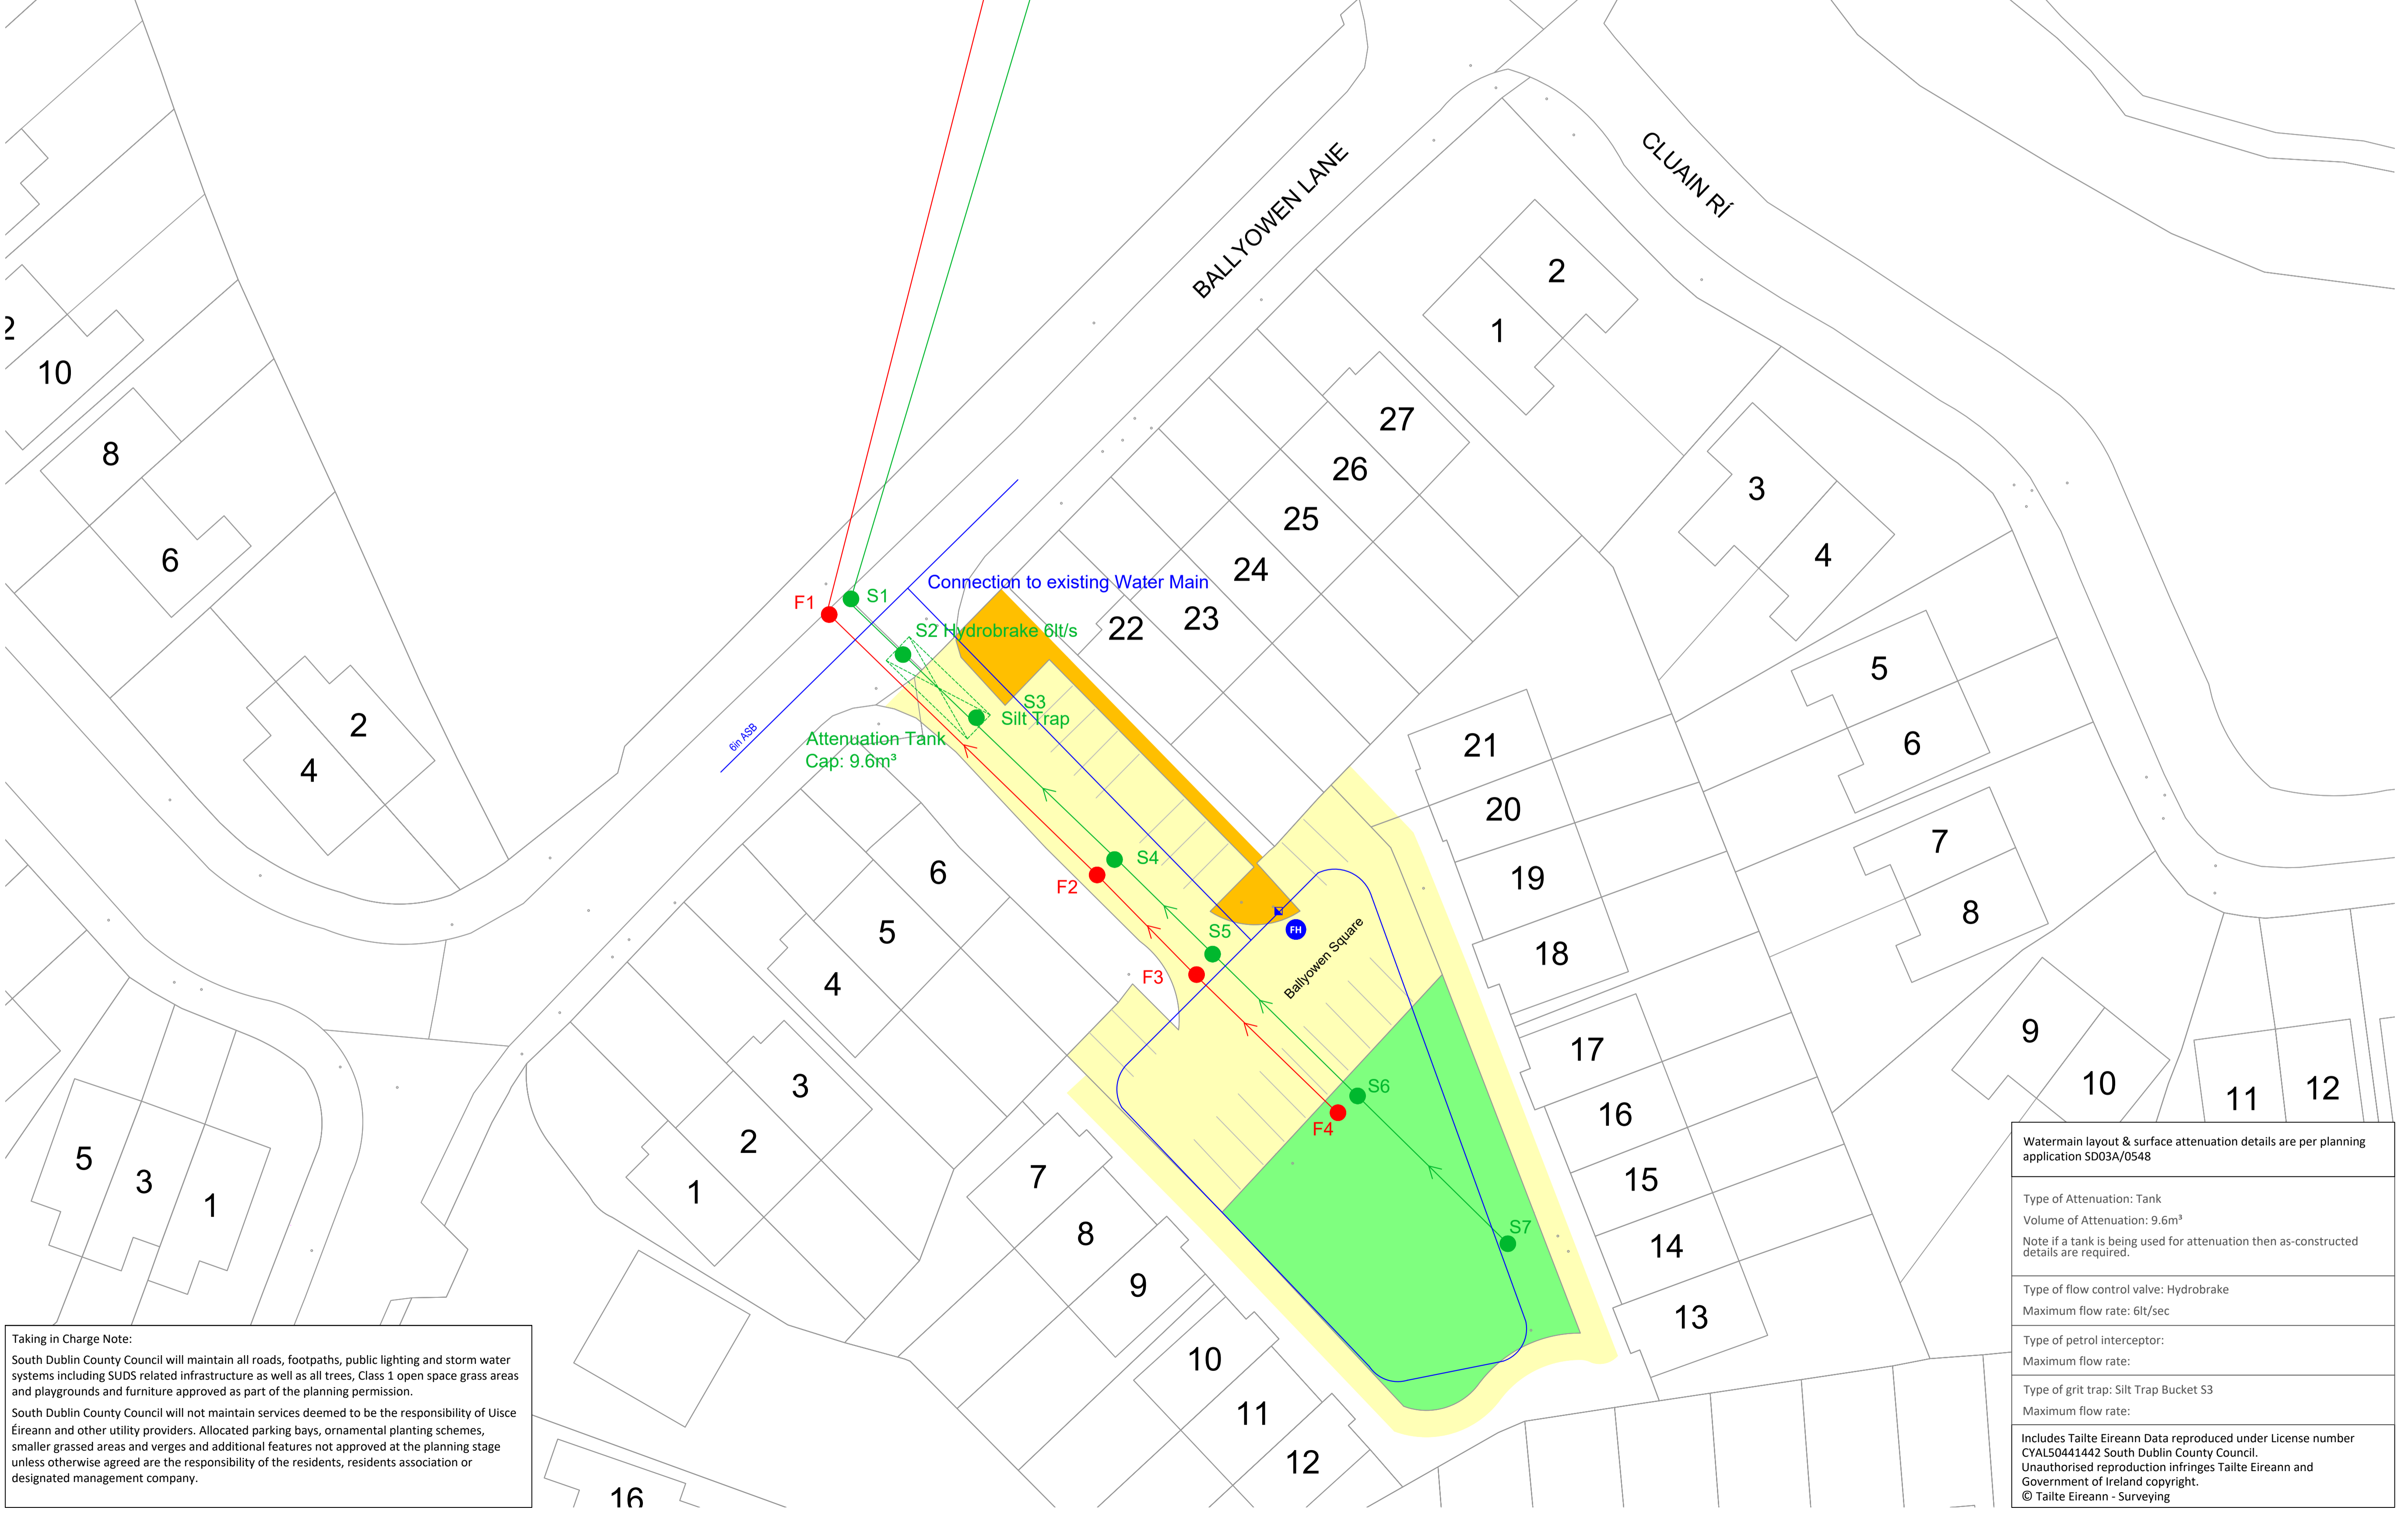 BALLYOWEN LANE
CLUAIN RÍ
2
1
2
10
27
8
26
3
25
4
6
24
Connection to existing Water Main
F1
S1
23
22
S2 Hydrobrake 6lt/s
5
S3
Silt Trap
2
4
6in ASB
Attenuation Tank
Cap: 9.6m³
21
6
20
7
S4
6
F2
19
8
5
S5
18
FH
Ballyowen Square
F3
4
17
9
10
11
12
3
S6
16
F4
2
5
3
1
1
7
15
8
S7
14
9
13
10
11
12
16
Watermain layout & surface attenuation details are per planning
application SD03A/0548
Type of Attenuation: Tank
Volume of Attenuation: 9.6m³
Note if a tank is being used for attenuation then as-constructed
details are required.
Type of flow control valve: Hydrobrake
Maximum flow rate: 6lt/sec
Type of petrol interceptor:
Maximum flow rate:
Type of grit trap: Silt Trap Bucket S3
Maximum flow rate:
Includes Tailte Eireann Data reproduced under License number
CYAL50441442 South Dublin County Council.
Unauthorised reproduction infringes Tailte Eireann and
Government of Ireland copyright.
© Tailte Eireann - Surveying
Taking in Charge Note:
South Dublin County Council will maintain all roads, footpaths, public lighting and storm water
systems including SUDS related infrastructure as well as all trees, Class 1 open space grass areas
and playgrounds and furniture approved as part of the planning permission.
South Dublin County Council will not maintain services deemed to be the responsibility of Uisce
Éireann and other utility providers. Allocated parking bays, ornamental planting schemes,
smaller grassed areas and verges and additional features not approved at the planning stage
unless otherwise agreed are the responsibility of the residents, residents association or
designated management company.